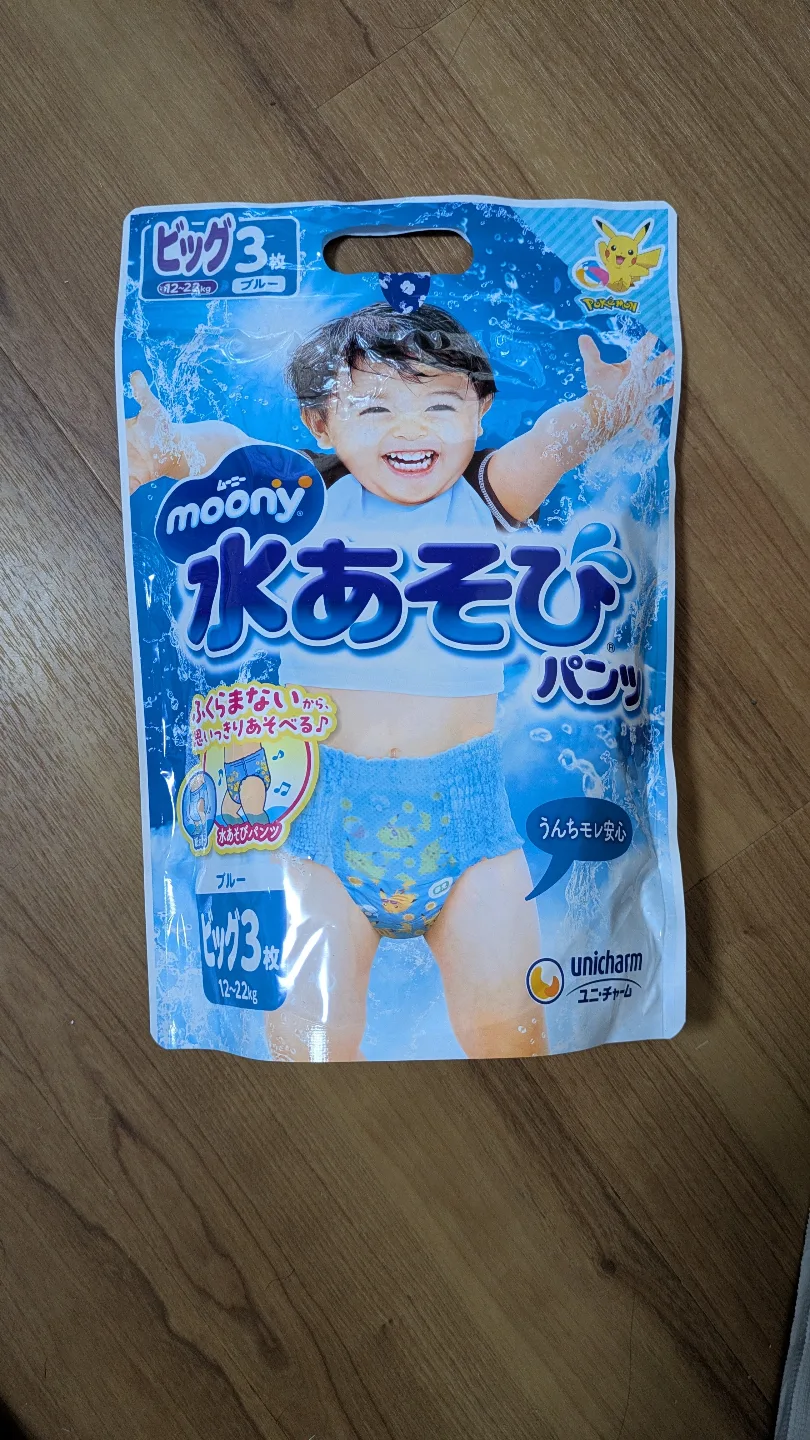 ビッグ3枚
12~22kg ブルー
POKéMON
ムーニー
moony®
水あそび®
パンツ
ふくらまないから、
思いっきりあそべる♪
水あそびパンツ
うんちモレ安心
ブルー
ビッグ3枚
12~22kg
unicharm
ユニ・チャーム